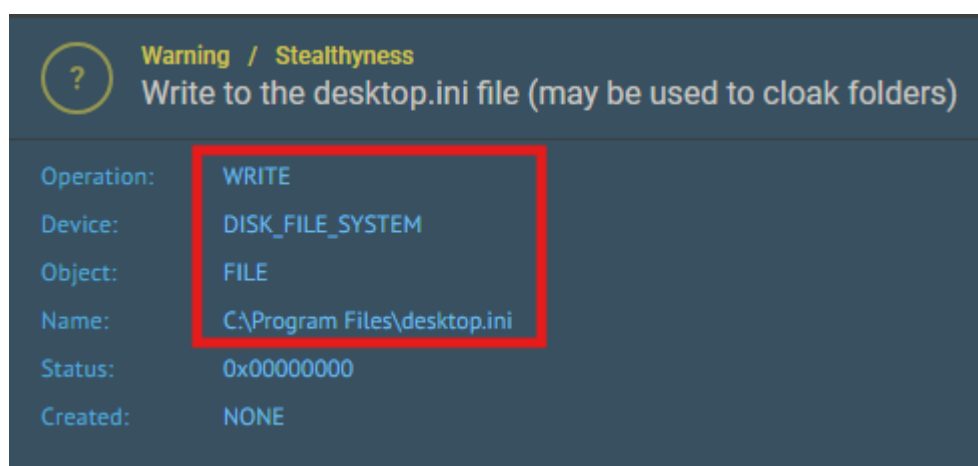 ?
Warning / Stealthyness
Write to the desktop.ini file (may be used to cloak folders)
Operation: WRITE
Device: DISK_FILE_SYSTEM
Object: FILE
Name: C:\Program Files\desktop.ini
Status: 0x00000000
Created: NONE